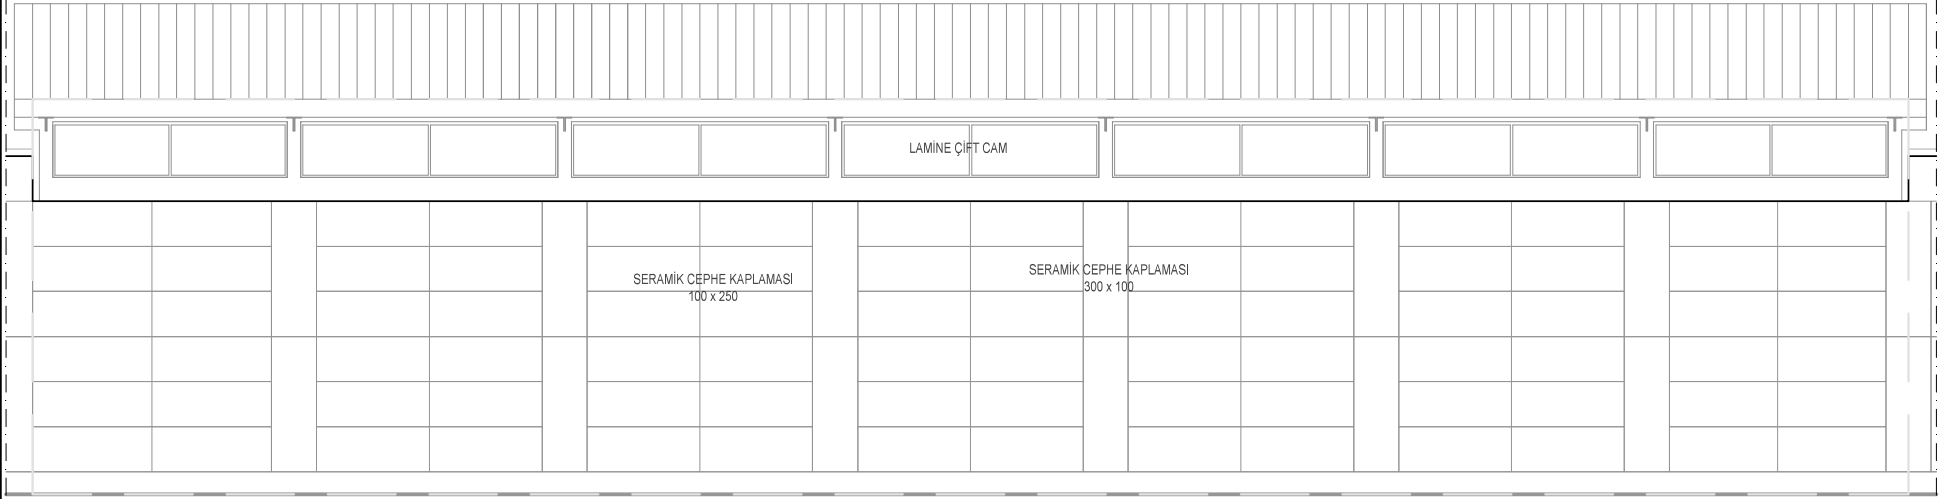 LAMİNE ÇİFT CAM
SERAMİK CEPHE KAPLAMASI
100 x 250
SERAMİK CEPHE KAPLAMASI
300 x 100